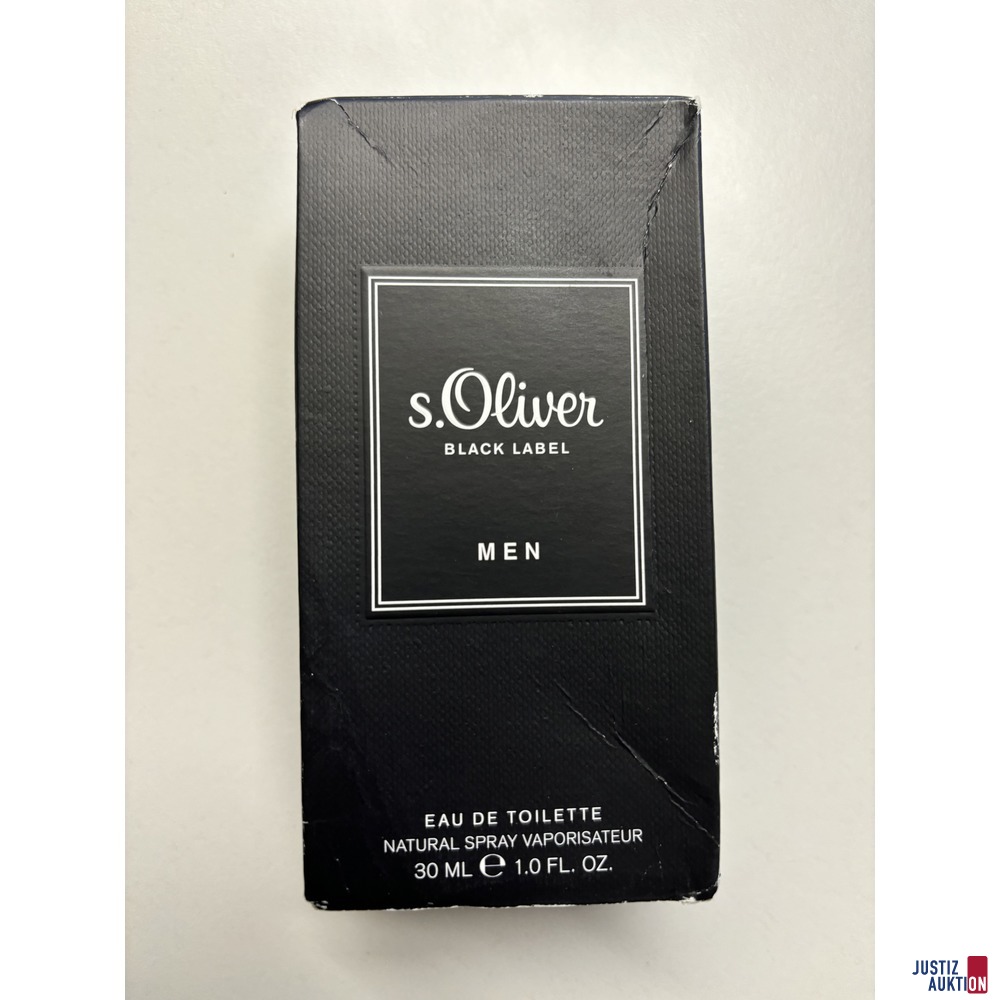 s.Oliver
BLACK LABEL
MEN
EAU DE TOILETTE
NATURAL SPRAY VAPORISATEUR
30 ML ℮ 1.0 FL. OZ.
JUSTIZ
AUKTION